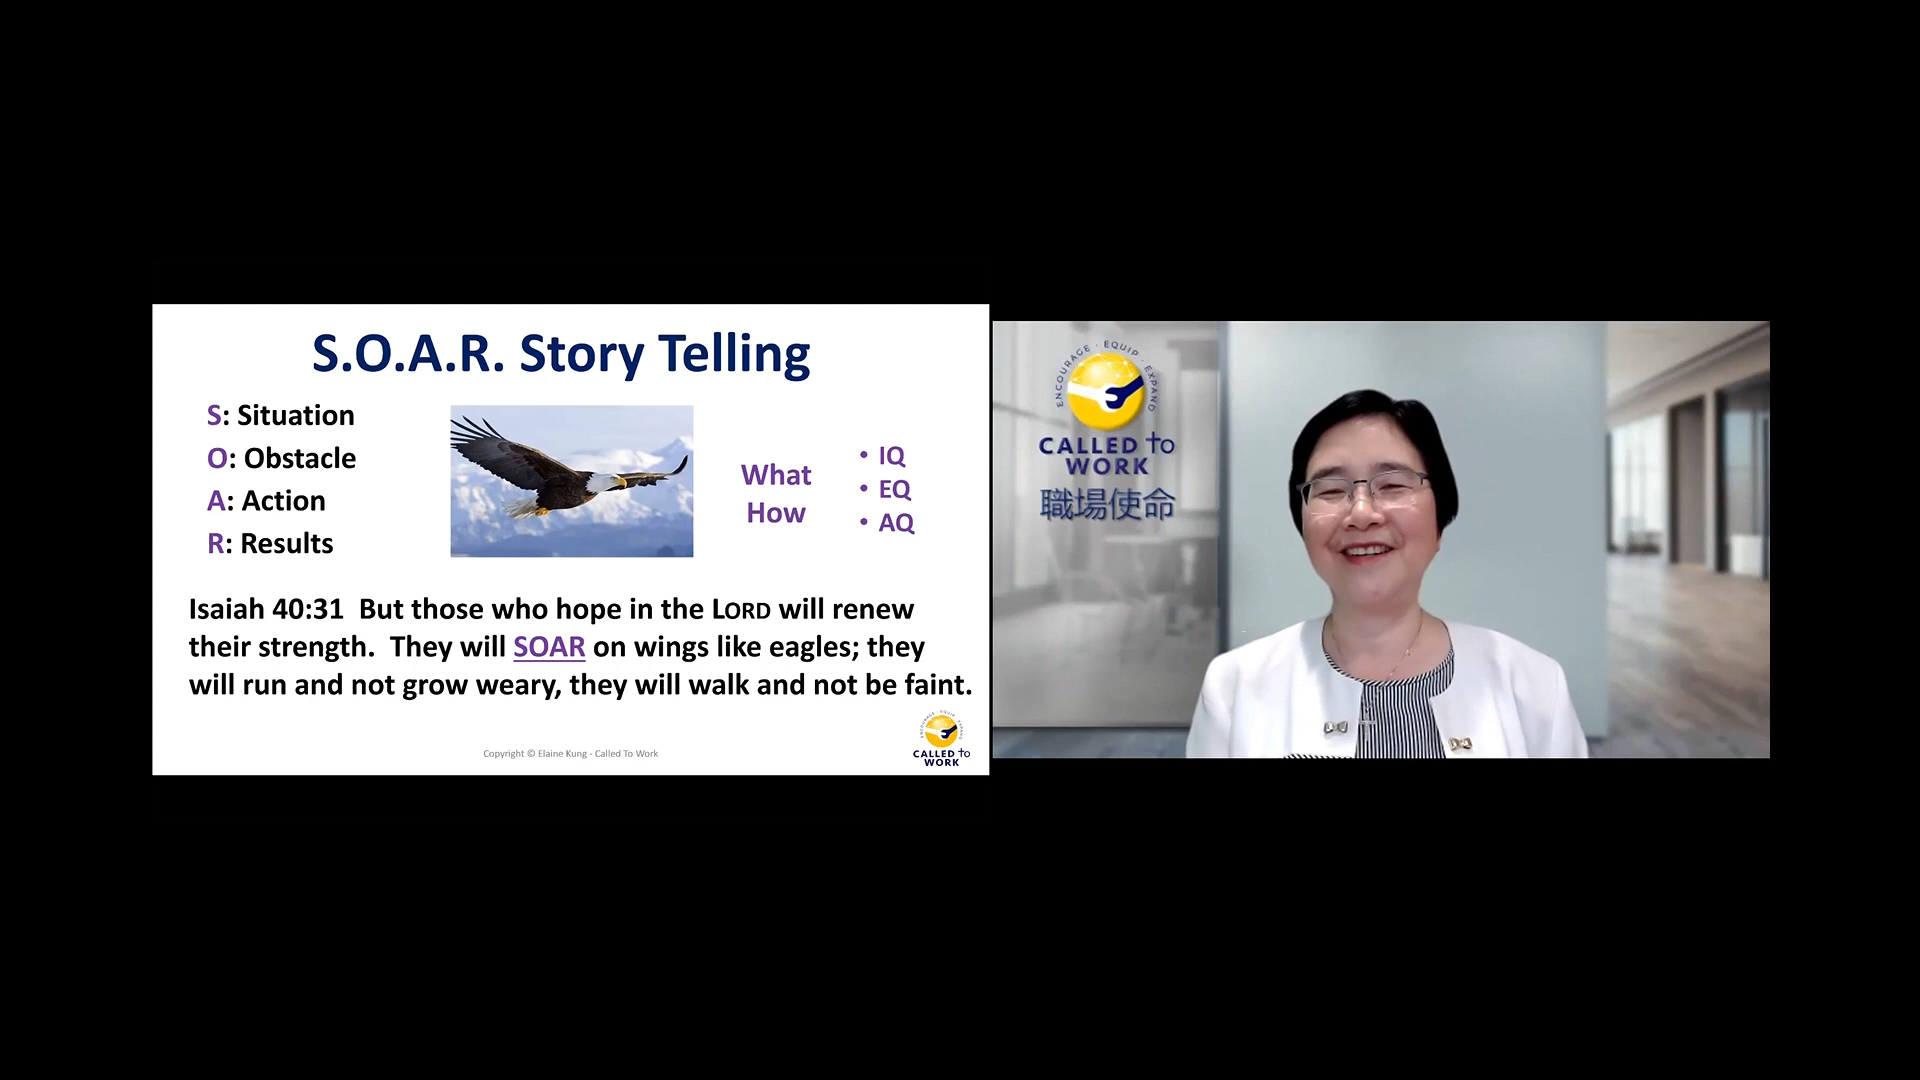 S.O.A.R. Story Telling
S: Situation
O: Obstacle
A: Action
R: Results
What
How
• IQ
• EQ
• AQ
Isaiah 40:31  But those who hope in the LORD will renew
their strength.  They will SOAR on wings like eagles; they
will run and not grow weary, they will walk and not be faint.
Copyright © Elaine Kung - Called To Work
ENCOURAGE · EQUIP · EXPAND
CALLED to
WORK
ENCOURAGE · EQUIP · EXPAND
CALLED to
WORK
職場使命